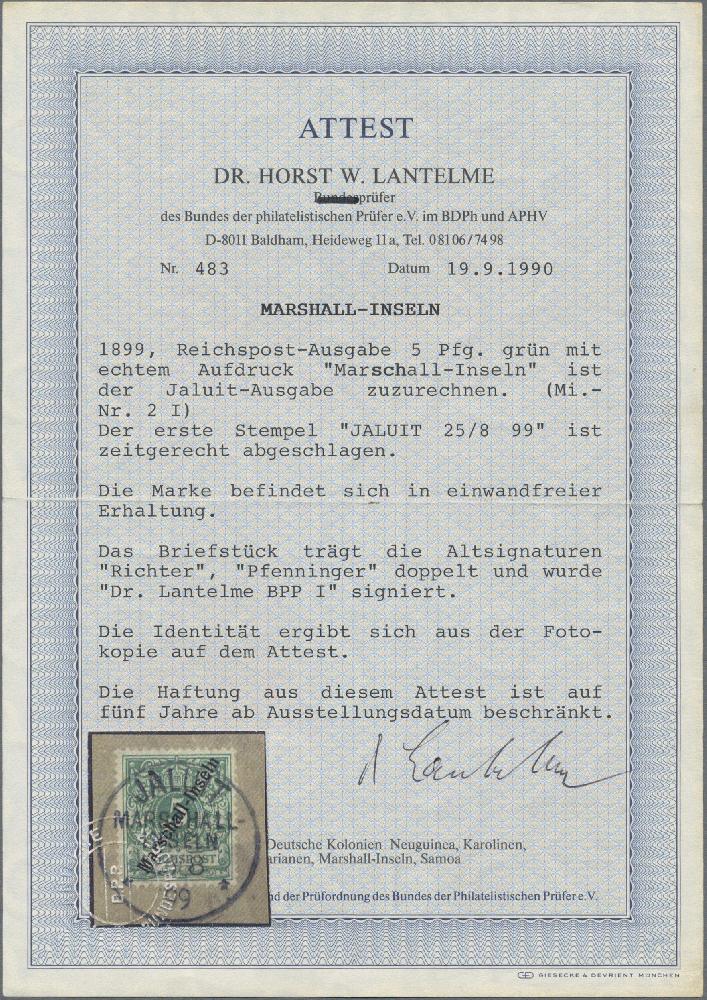 ATTEST
DR. HORST W. LANTELME
Bundesprüfer
des Bundes der philatelistischen Prüfer e.V. im BDPh und APHV
D-8011 Baldham, Heideweg 11a, Tel. 08106/7498
Nr. 483 Datum 19.9.1990
MARSHALL-INSELN
1899, Reichspost-Ausgabe 5 Pfg. grün mit
echtem Aufdruck "Marschall-Inseln" ist
der Jaluit-Ausgabe zuzurechnen. (Mi.-
Nr. 2 I)
Der erste Stempel "JALUIT 25/8 99" ist
zeitgerecht abgeschlagen.
Die Marke befindet sich in einwandfreier
Erhaltung.
Das Briefstück trägt die Altsignaturen
"Richter", "Pfenninger" doppelt und wurde
"Dr. Lantelme BPP I" signiert.
Die Identität ergibt sich aus der Foto-
kopie auf dem Attest.
Die Haftung aus diesem Attest ist auf
fünf Jahre ab Ausstellungsdatum beschränkt.
Lantelme
JALUIT
MARSHALL-
INSELN
Marschall-Inseln
REICHSPOST
Deutsche Kolonien Neuguinea, Karolinen,
arianen, Marshall-Inseln, Samoa
nd der Prüfordnung des Bundes der Philatelistischen Prüfer e.V.
GIESECKE & DEVRIENT MÜNCHEN